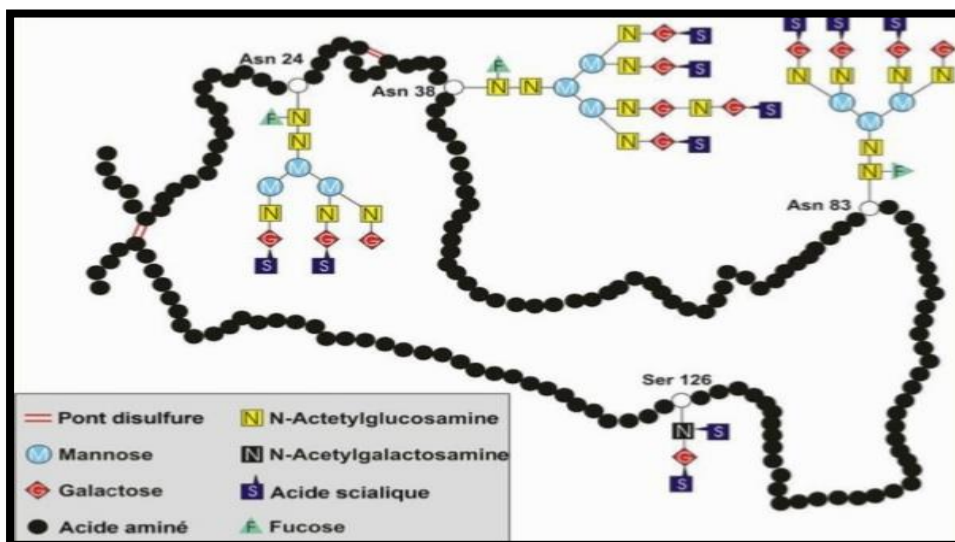 S S S
G G G G
N N N N
M M
M
N
N F
Asn 83
N G S
F
M N G S
Asn 24
Asn 38 N N M
M N G N G S
N G S
F N
N
M
M M
N N N
G G G
S S
Ser 126
N S
G
S
Pont disulfure
N N-Actetylglucosamine
M Mannose
N N-Acetylgalactosamine
G Galactose
S Acide scialique
Acide aminé
F Fucose